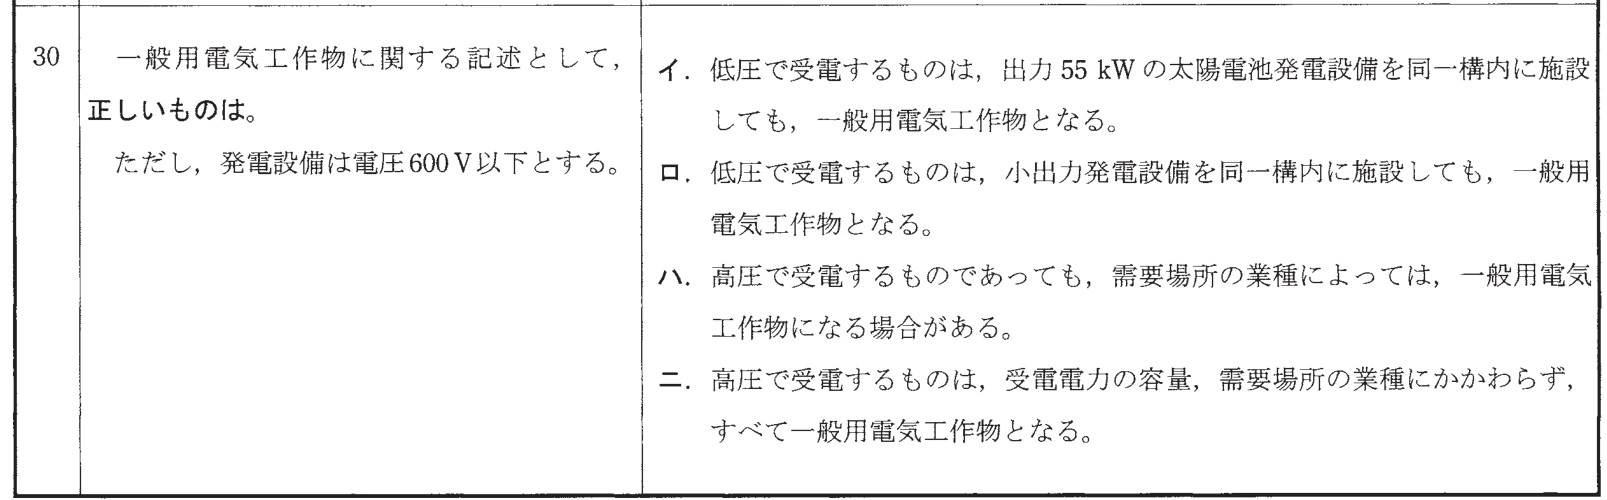 30
一般用電気工作物に関する記述として，
正しいものは。
ただし，発電設備は電圧600V以下とする。
イ．低圧で受電するものは，出力 55 kW の太陽電池発電設備を同一構内に施設
しても，一般用電気工作物となる。
ロ．低圧で受電するものは，小出力発電設備を同一構内に施設しても，一般用
電気工作物となる。
ハ．高圧で受電するものであっても，需要場所の業種によっては，一般用電気
工作物になる場合がある。
ニ．高圧で受電するものは，受電電力の容量，需要場所の業種にかかわらず，
すべて一般用電気工作物となる。